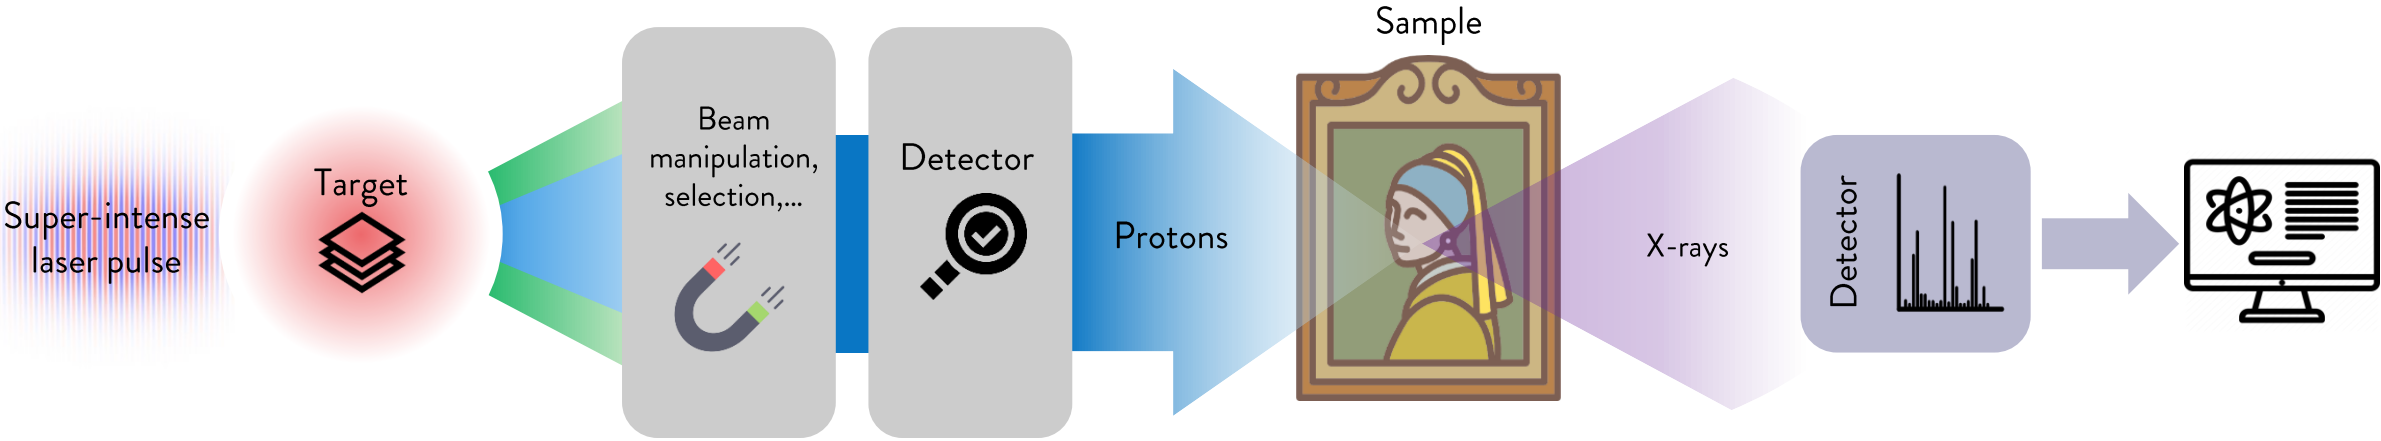 Super-intense
laser pulse
Target
Beam
manipulation,
selection,...
Detector
Protons
Sample
X-rays
Detector